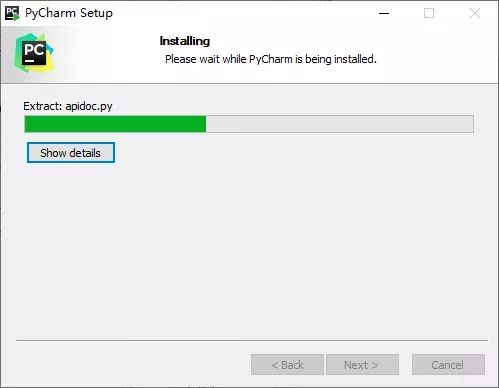 PyCharm Setup
PC
Installing
Please wait while PyCharm is being installed.
Extract: apidoc.py
Show details
< Back
Next >
Cancel